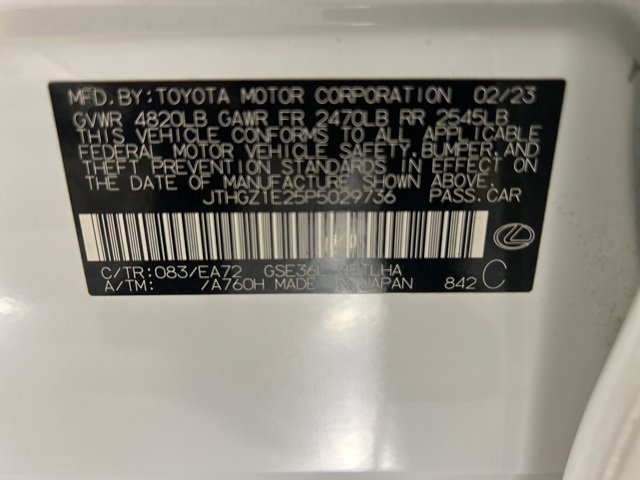 MFD. BY: TOYOTA MOTOR CORPORATION 02/23
GVWR 4820LB GAWR FR 2470LB RR 2545LB
THIS VEHICLE CONFORMS TO ALL APPLICABLE
FEDERAL MOTOR VEHICLE SAFETY, BUMPER, AND
THEFT PREVENTION STANDARDS IN EFFECT ON
THE DATE OF MANUFACTURE SHOWN ABOVE.
JTHGZ1E25P5029736 PASS. CAR
C/TR: 083/EA72
A/TM: /A760H MADE IN JAPAN 842 C